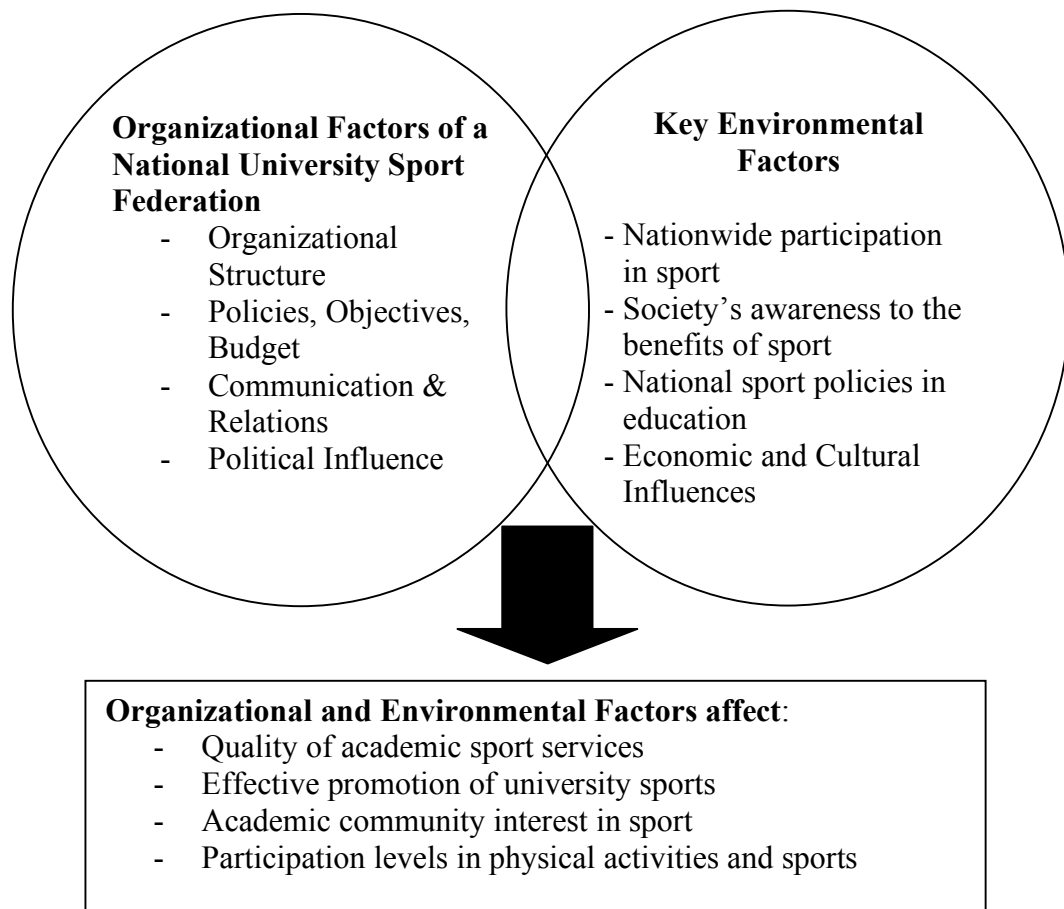 Organizational Factors of a
National University Sport
Federation
- Organizational
Structure
- Policies, Objectives,
Budget
- Communication &
Relations
- Political Influence
Key Environmental
Factors
- Nationwide participation
in sport
- Society’s awareness to the
benefits of sport
- National sport policies in
education
- Economic and Cultural
Influences
Organizational and Environmental Factors affect:
- Quality of academic sport services
- Effective promotion of university sports
- Academic community interest in sport
- Participation levels in physical activities and sports